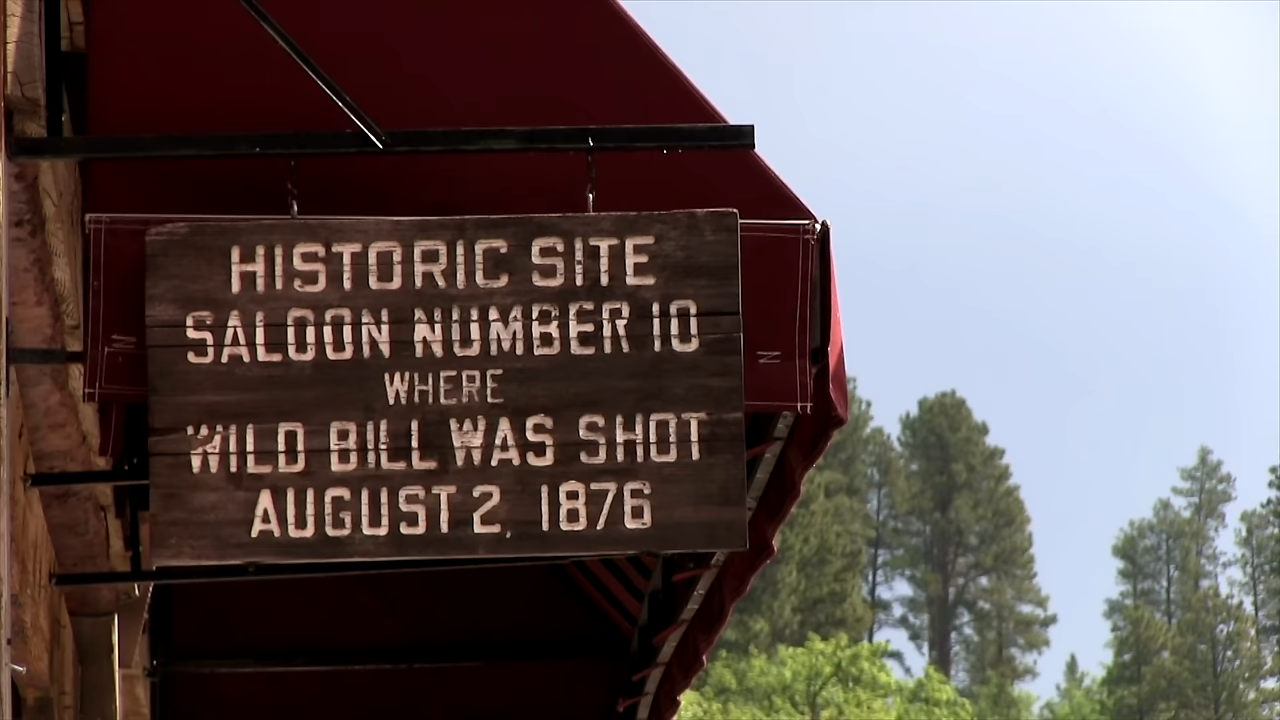 HISTORIC SITE
SALOON NUMBER 10
WHERE
WILD BILL WAS SHOT
AUGUST 2, 1876